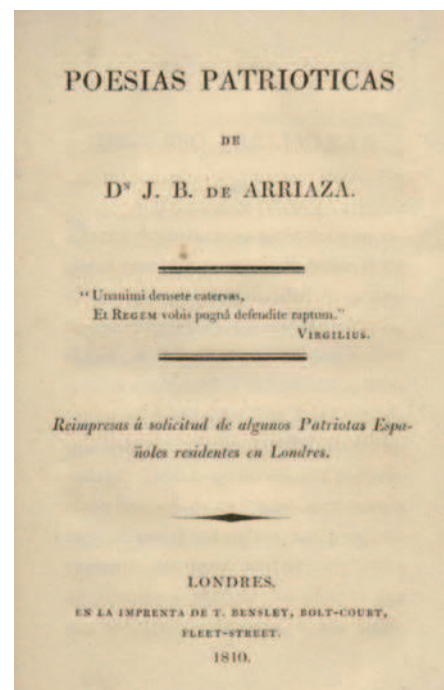 POESIAS PATRIOTICAS
DE
Dⁿ J. B. DE ARRIAZA.
“ Unanimi densete catervas,
Et REGEM vobis pugnâ defendite raptum.”
VIRGILIUS.
Reimpresas á solicitud de algunos Patriotas Espa-
ñoles residentes en Londres.
LONDRES.
EN LA IMPRENTA DE T. BENSLEY, BOLT-COURT,
FLEET-STREET.
1810.